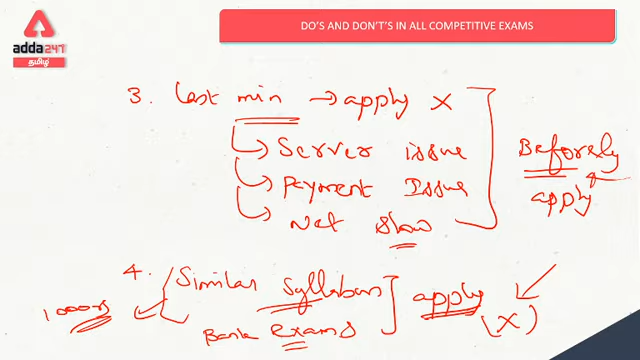 DO'S AND DON'T'S IN ALL COMPETITIVE EXAMS
adda247
தமிழ்
3. last min → apply X
Server issue
Payment Issue
Net slow
Beforely
apply
4. Similar Syllabus
Bank exams
apply
(X)
1000rs